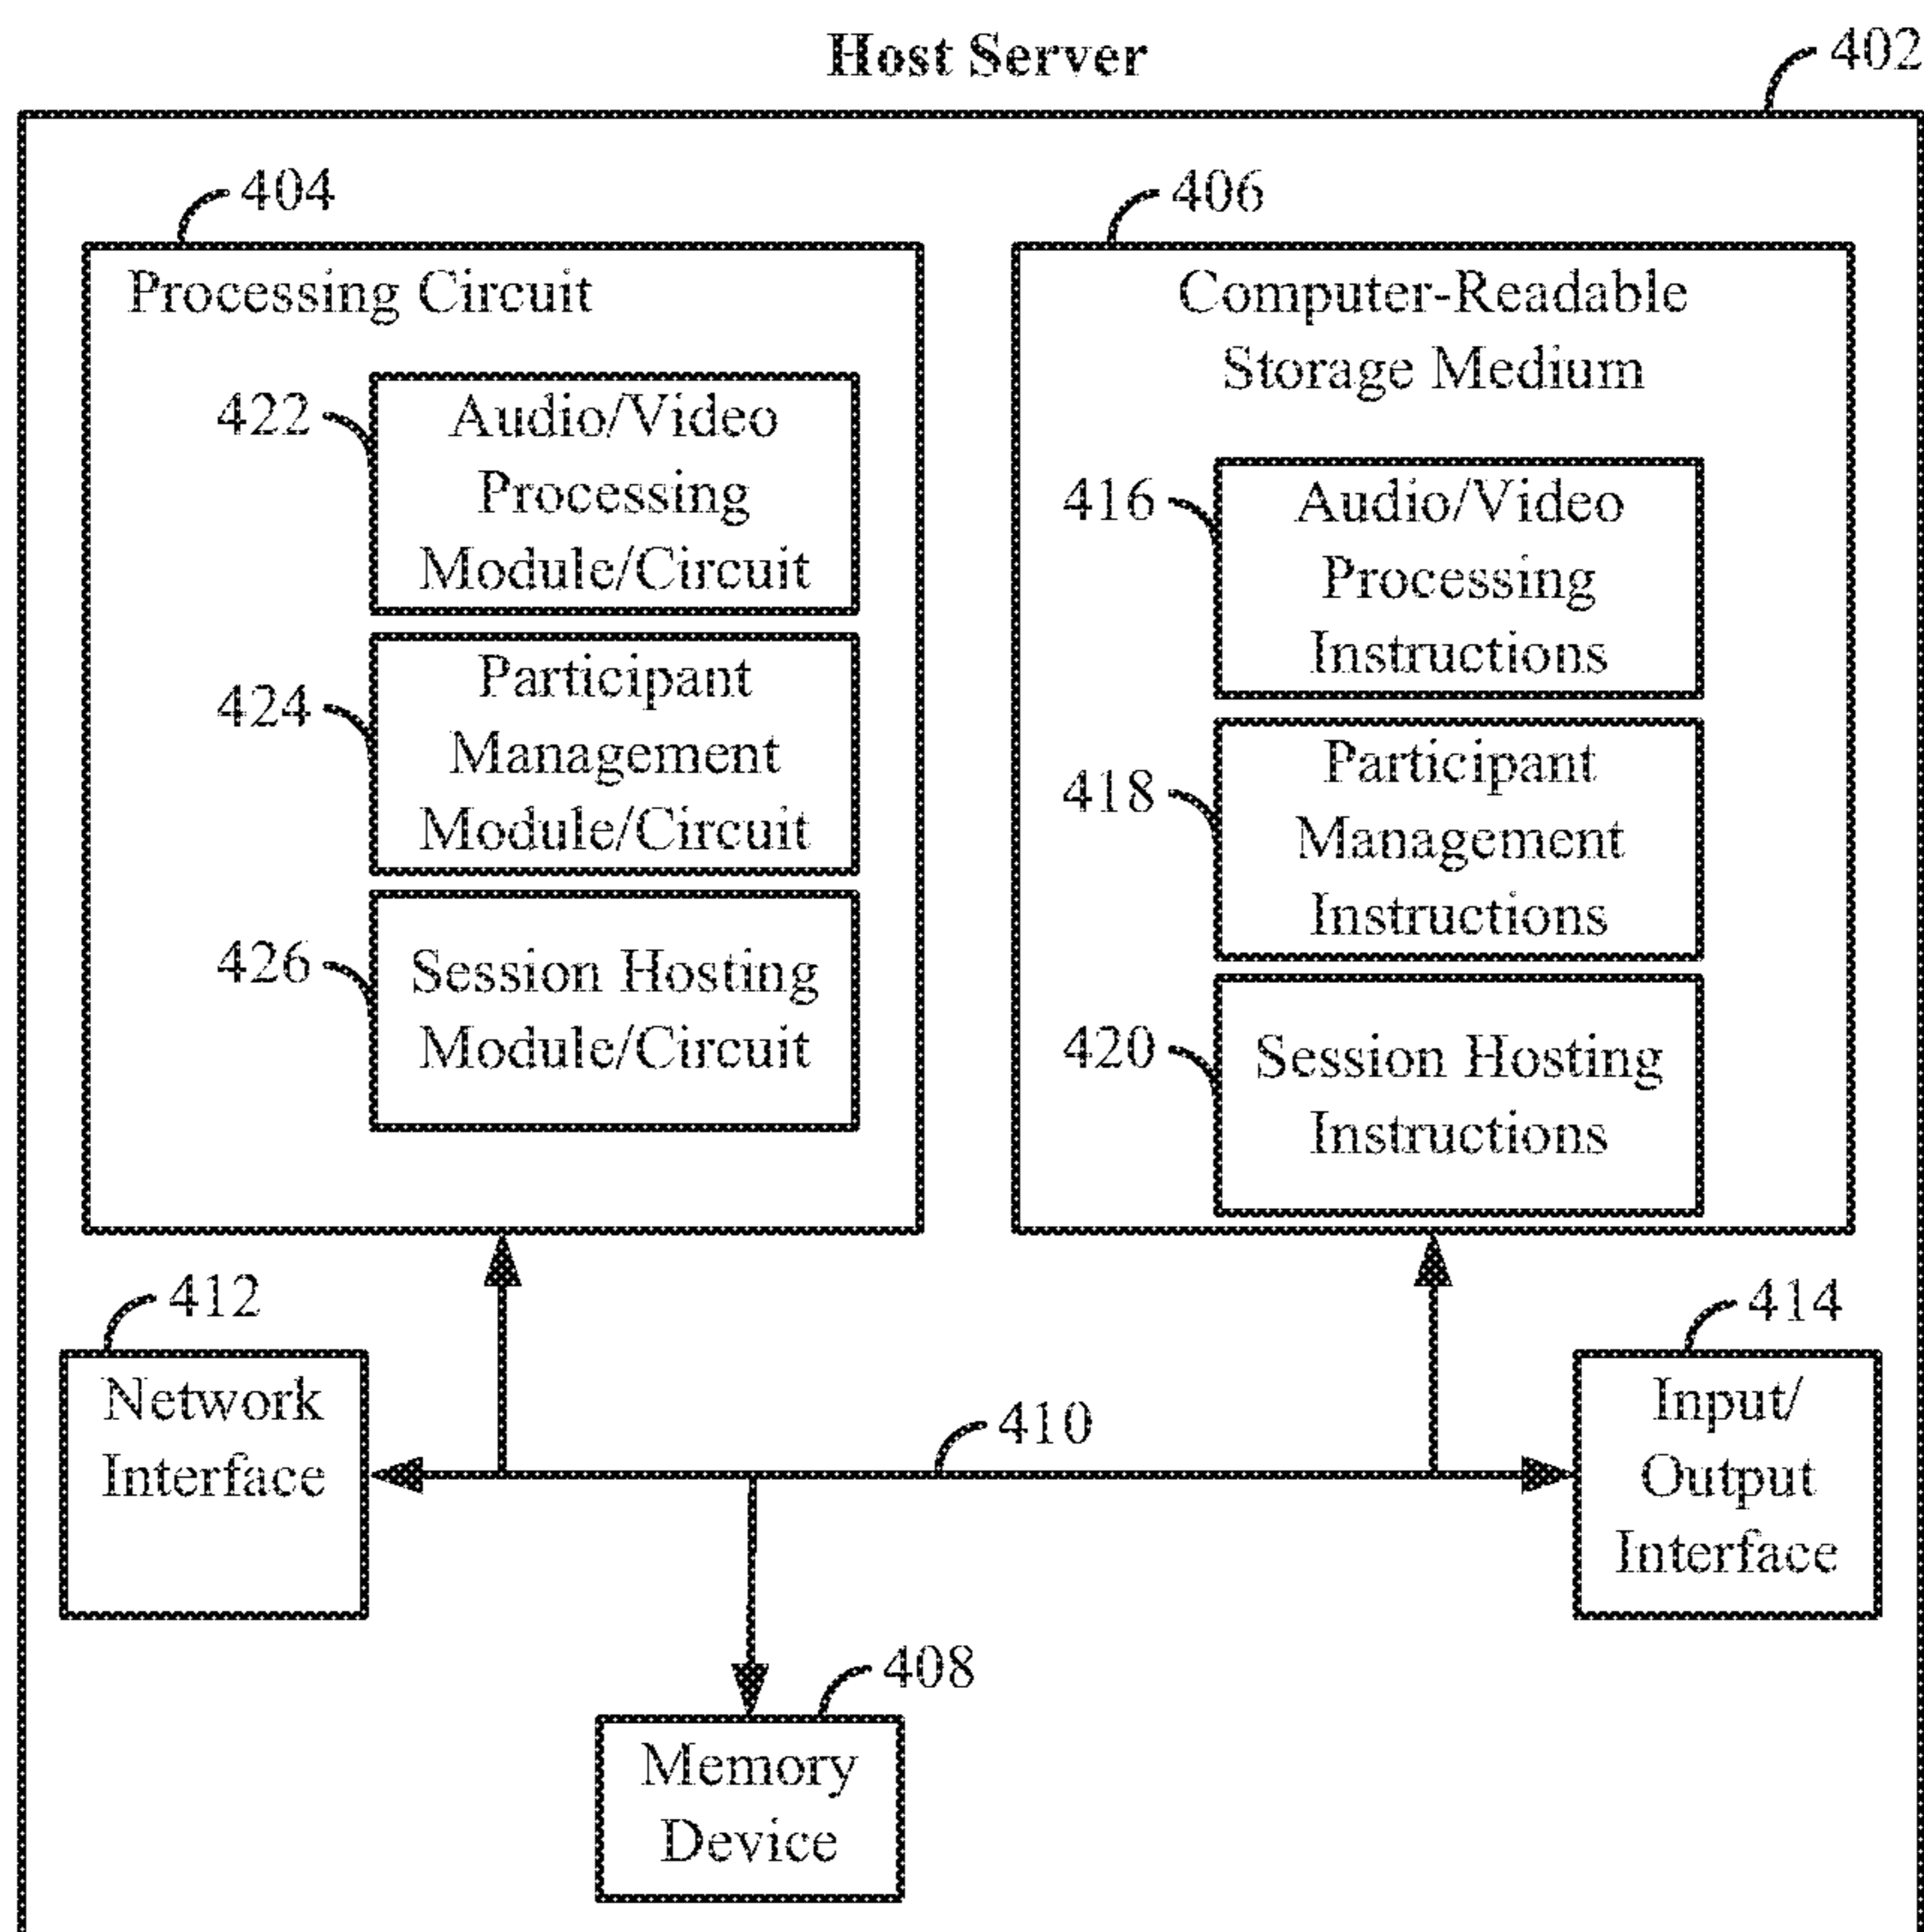 Host Server
402
404
Processing Circuit
422
Audio/Video
Processing
Module/Circuit
424
Participant
Management
Module/Circuit
426
Session Hosting
Module/Circuit
406
Computer-Readable
Storage Medium
416
Audio/Video
Processing
Instructions
418
Participant
Management
Instructions
420
Session Hosting
Instructions
412
Network
Interface
410
414
Input/
Output
Interface
408
Memory
Device